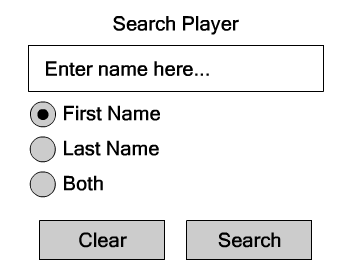 Search Player
Enter name here...
First Name
Last Name
Both
Clear
Search